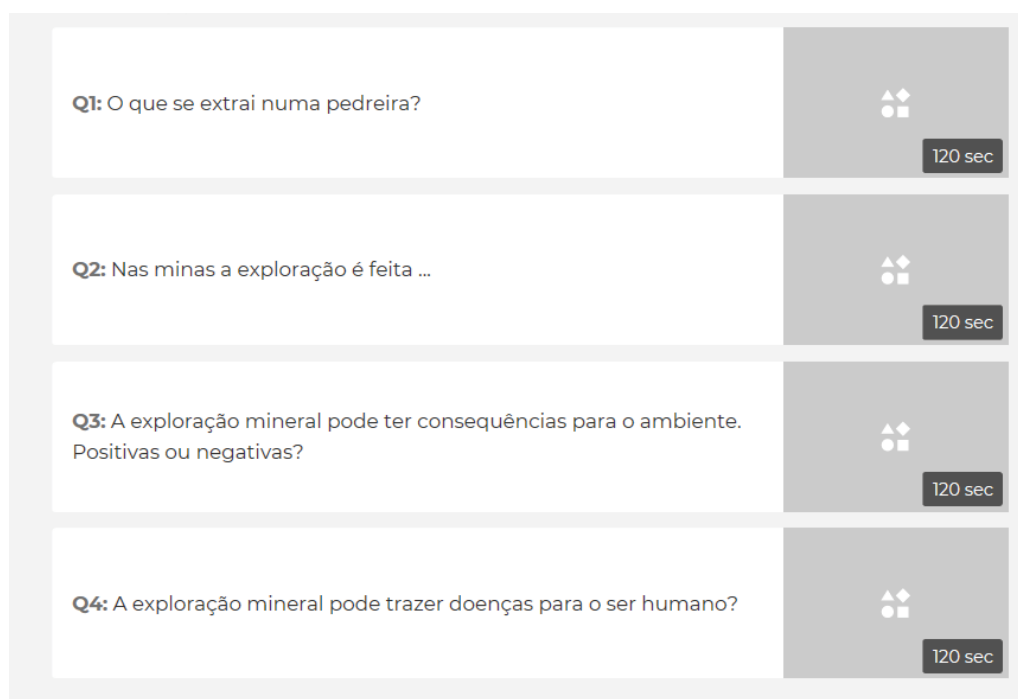 Q1: O que se extrai numa pedreira?
120 sec
Q2: Nas minas a exploração é feita ...
120 sec
Q3: A exploração mineral pode ter consequências para o ambiente.
Positivas ou negativas?
120 sec
Q4: A exploração mineral pode trazer doenças para o ser humano?
120 sec